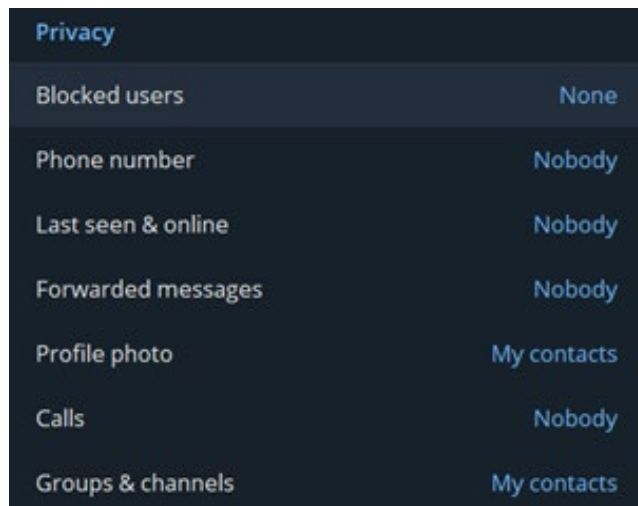 Privacy
Blocked users None
Phone number Nobody
Last seen & online Nobody
Forwarded messages Nobody
Profile photo My contacts
Calls Nobody
Groups & channels My contacts